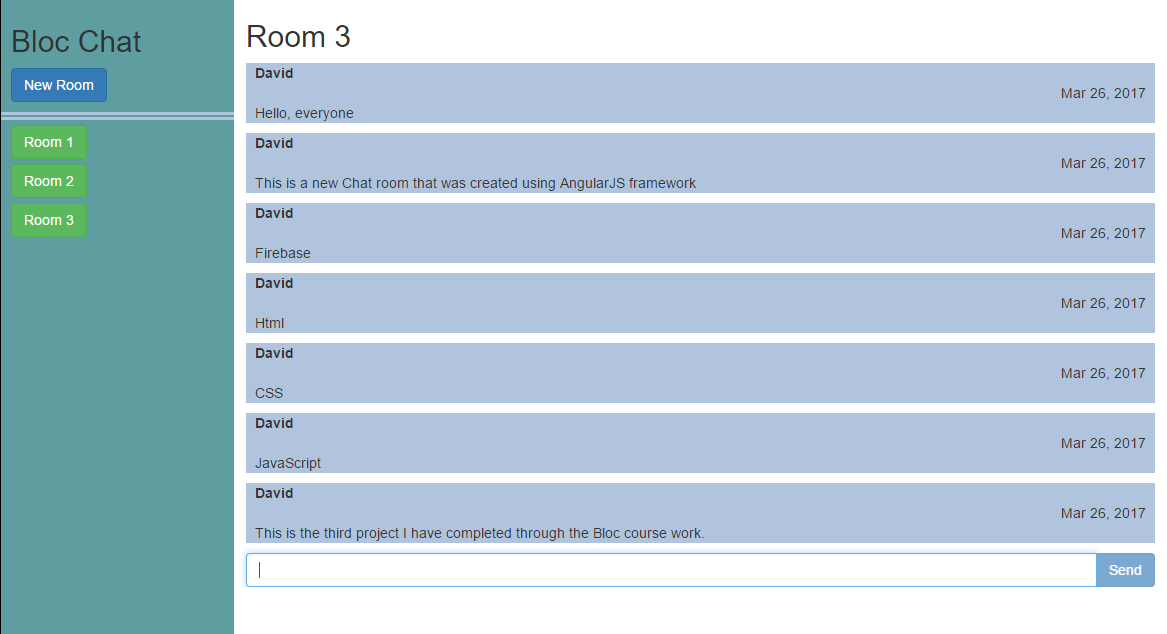 Bloc Chat
New Room
Room 1
Room 2
Room 3
Room 3
David
Mar 26, 2017
Hello, everyone
David
Mar 26, 2017
This is a new Chat room that was created using AngularJS framework
David
Mar 26, 2017
Firebase
David
Mar 26, 2017
Html
David
Mar 26, 2017
CSS
David
Mar 26, 2017
JavaScript
David
Mar 26, 2017
This is the third project I have completed through the Bloc course work.
Send